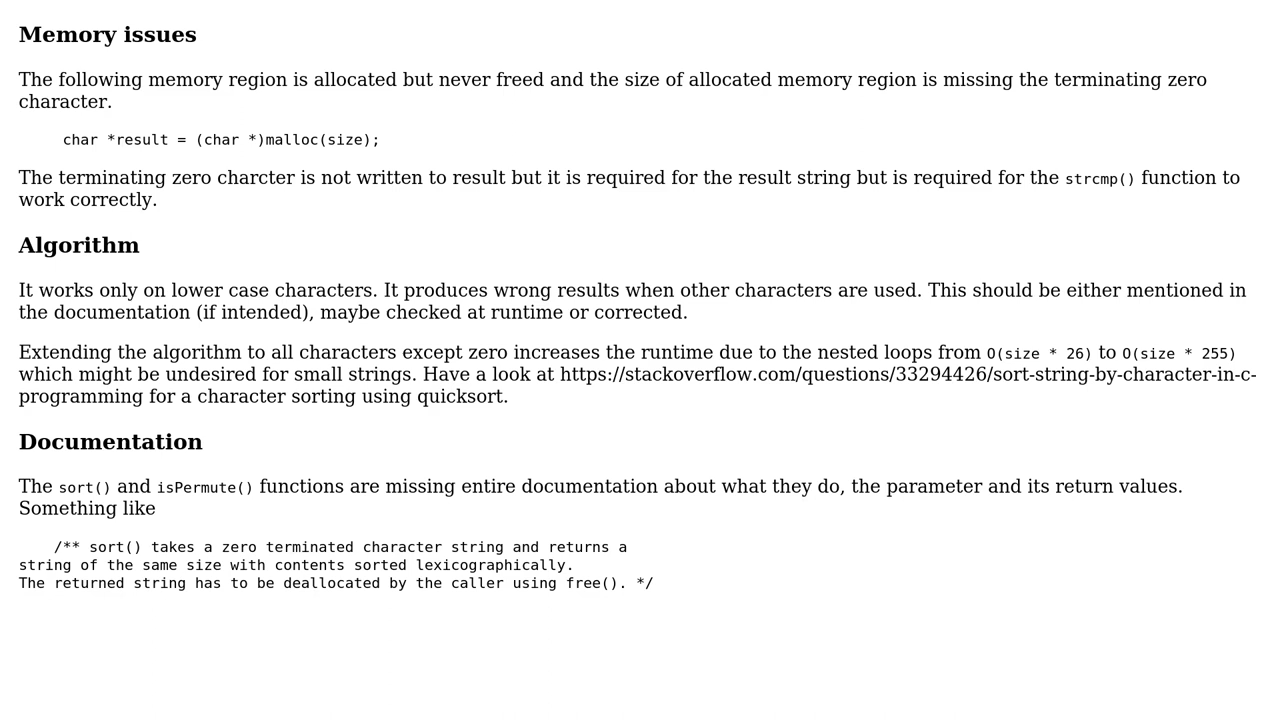 Memory issues
The following memory region is allocated but never freed and the size of allocated memory region is missing the terminating zero
character.
char *result = (char *)malloc(size);
The terminating zero charcter is not written to result but it is required for the result string but is required for the strcmp() function to
work correctly.
Algorithm
It works only on lower case characters. It produces wrong results when other characters are used. This should be either mentioned in
the documentation (if intended), maybe checked at runtime or corrected.
Extending the algorithm to all characters except zero increases the runtime due to the nested loops from O(size * 26) to O(size * 255)
which might be undesired for small strings. Have a look at https://stackoverflow.com/questions/33294426/sort-string-by-character-in-c-
programming for a character sorting using quicksort.
Documentation
The sort() and isPermute() functions are missing entire documentation about what they do, the parameter and its return values.
Something like
/** sort() takes a zero terminated character string and returns a
string of the same size with contents sorted lexicographically.
The returned string has to be deallocated by the caller using free(). */